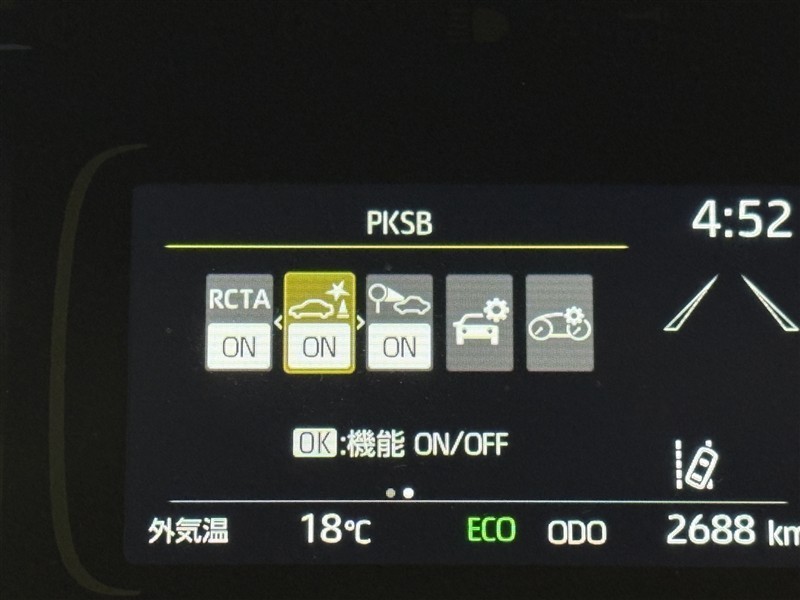 PKSB
4:52
RCTA
ON ON ON
OK:機能 ON/OFF
外気温 18℃ ECO ODO 2688 km